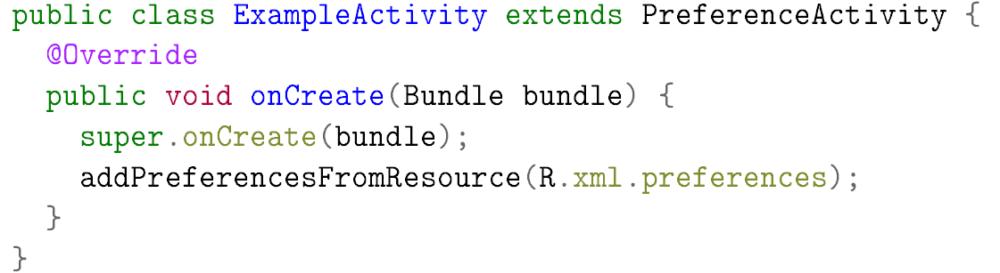 public class ExampleActivity extends PreferenceActivity {
  @Override
  public void onCreate(Bundle bundle) {
    super.onCreate(bundle);
    addPreferencesFromResource(R.xml.preferences);
  }
}